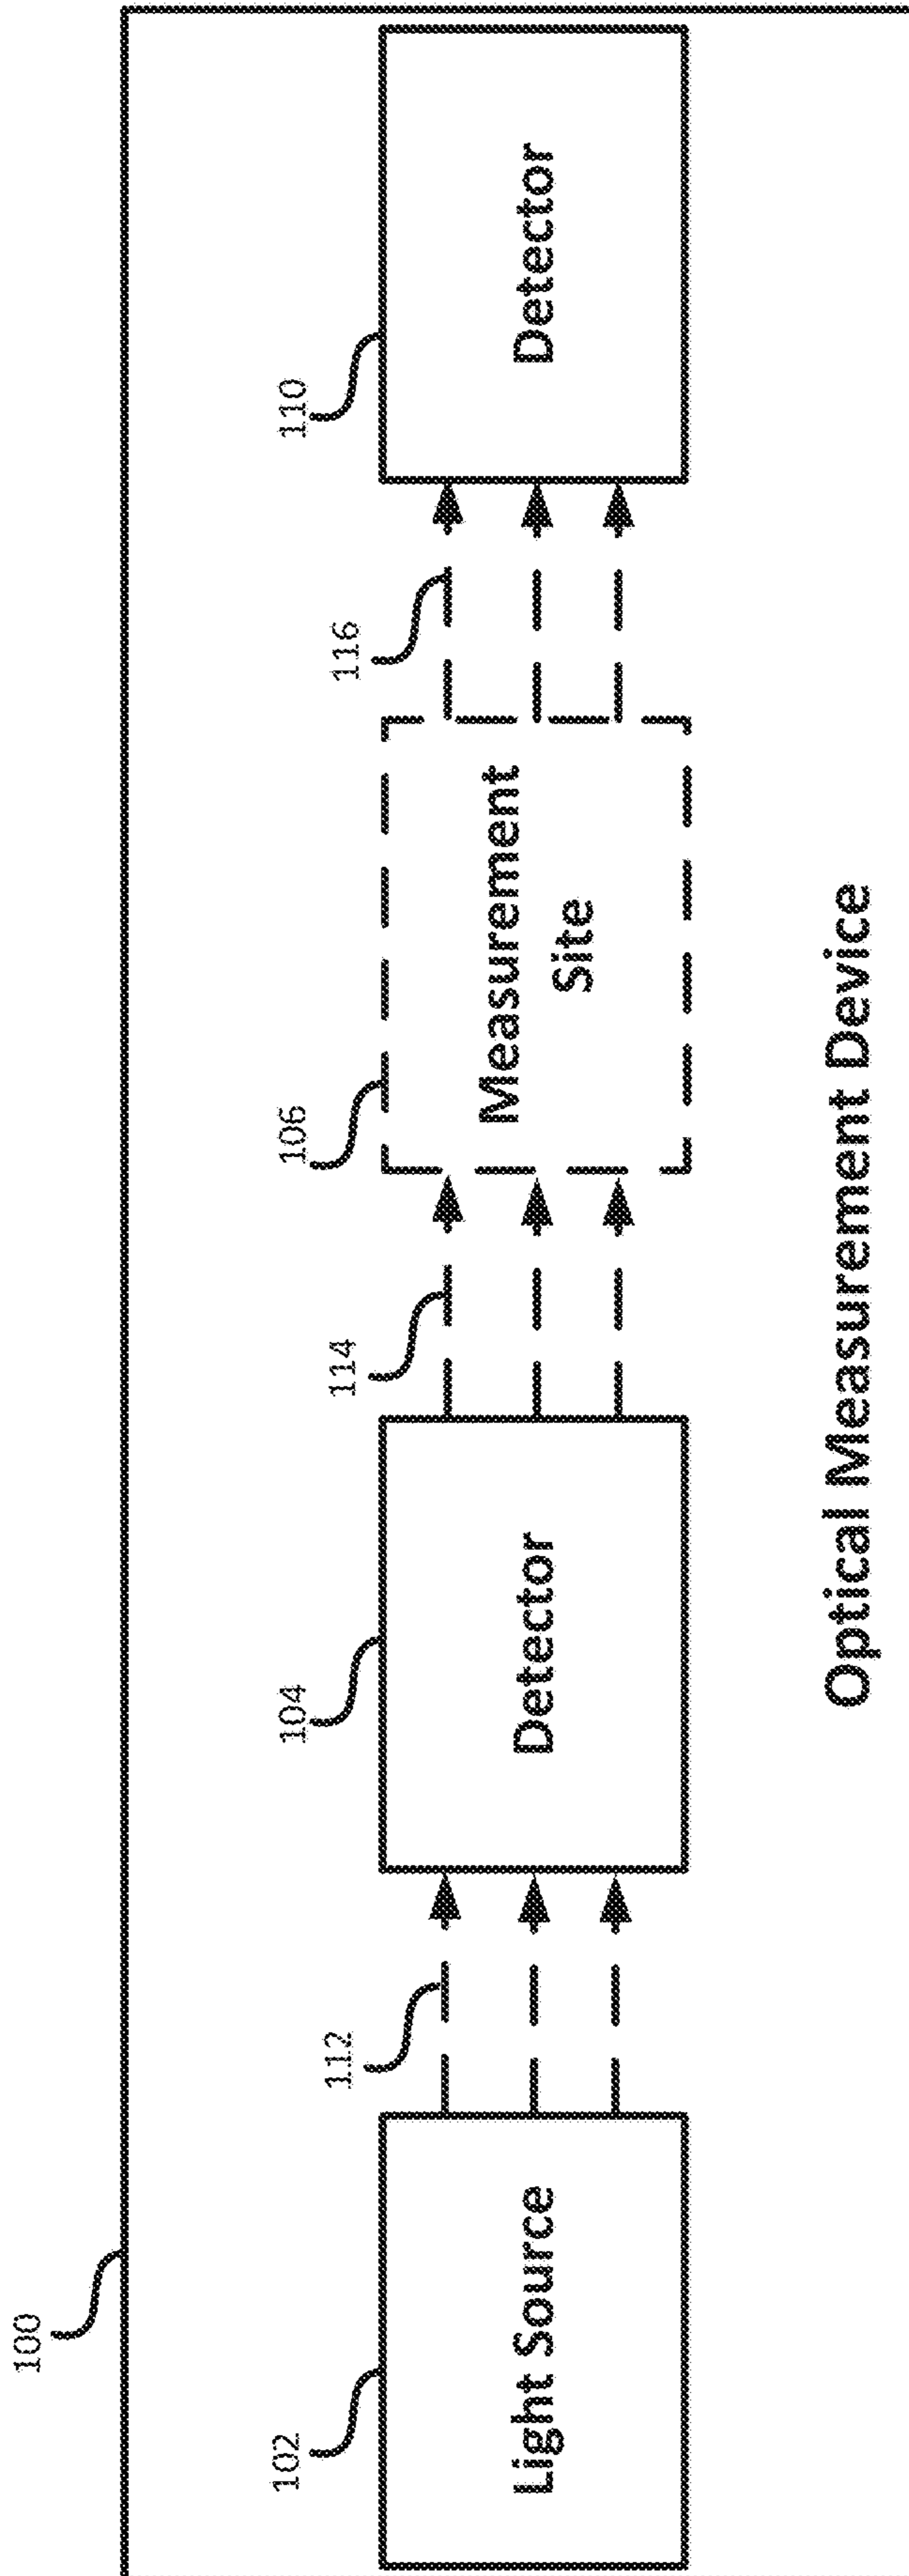 100
102
112
104
114
106
116
110
Light Source
Detector
Measurement
Site
Detector
Optical Measurement Device